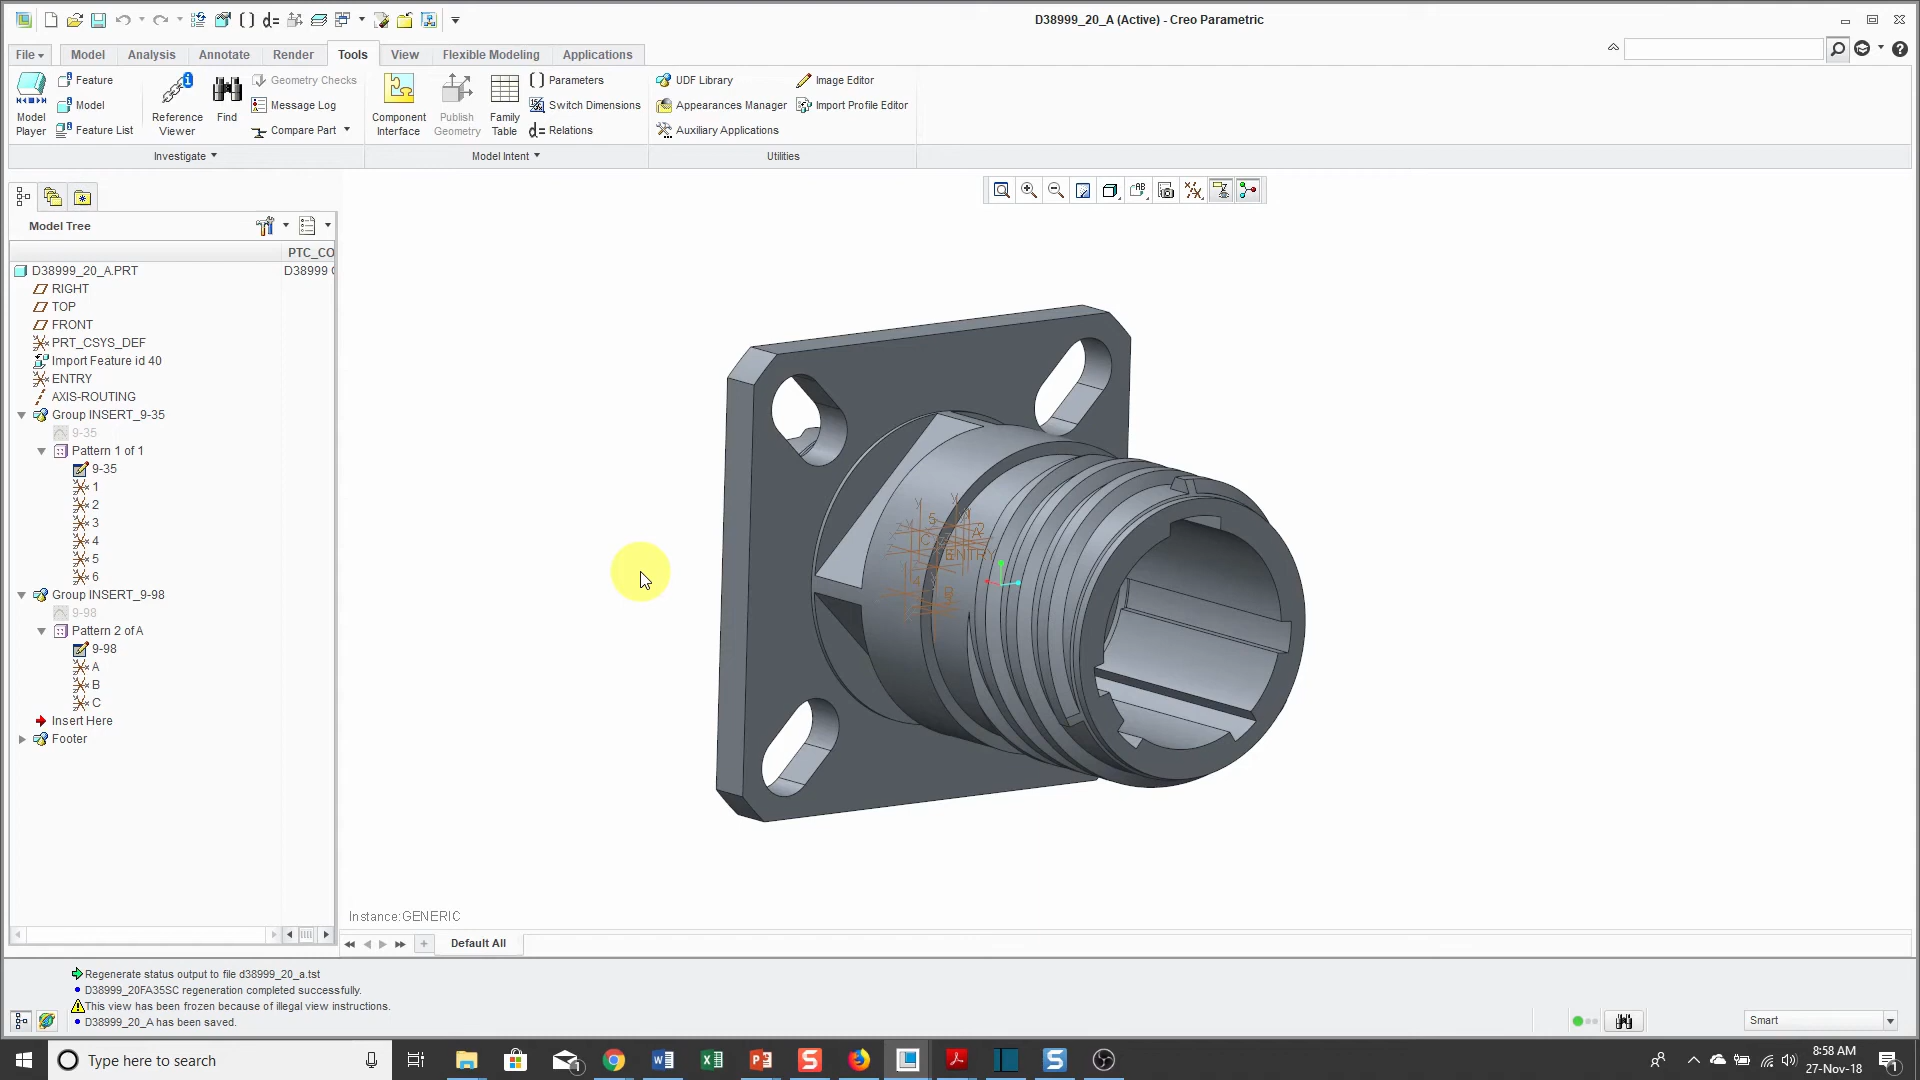 D38999_20_A (Active) - Creo Parametric
File Model Analysis Annotate Render Tools View Flexible Modeling Applications
Model Player
Feature
Model
Feature List
Reference Viewer
Find
Geometry Checks
Message Log
Compare Part
Component Interface
Publish Geometry
Family Table
Parameters
Switch Dimensions
d= Relations
UDF Library
Appearances Manager
Auxiliary Applications
Image Editor
Import Profile Editor
Investigate
Model Intent
Utilities
Model Tree
PTC_CO
D38999_20_A.PRT D38999
RIGHT
TOP
FRONT
PRT_CSYS_DEF
Import Feature id 40
ENTRY
AXIS-ROUTING
Group INSERT_9-35
9-35
Pattern 1 of 1
9-35
1
2
3
4
5
6
Group INSERT_9-98
9-98
Pattern 2 of A
9-98
A
B
C
Insert Here
Footer
ENTRY
Instance:GENERIC
Default All
Regenerate status output to file d38999_20_a.tst
D38999_20FA35SC regeneration completed successfully.
This view has been frozen because of illegal view instructions.
D38999_20_A has been saved.
Smart
Type here to search
8:58 AM
27-Nov-18